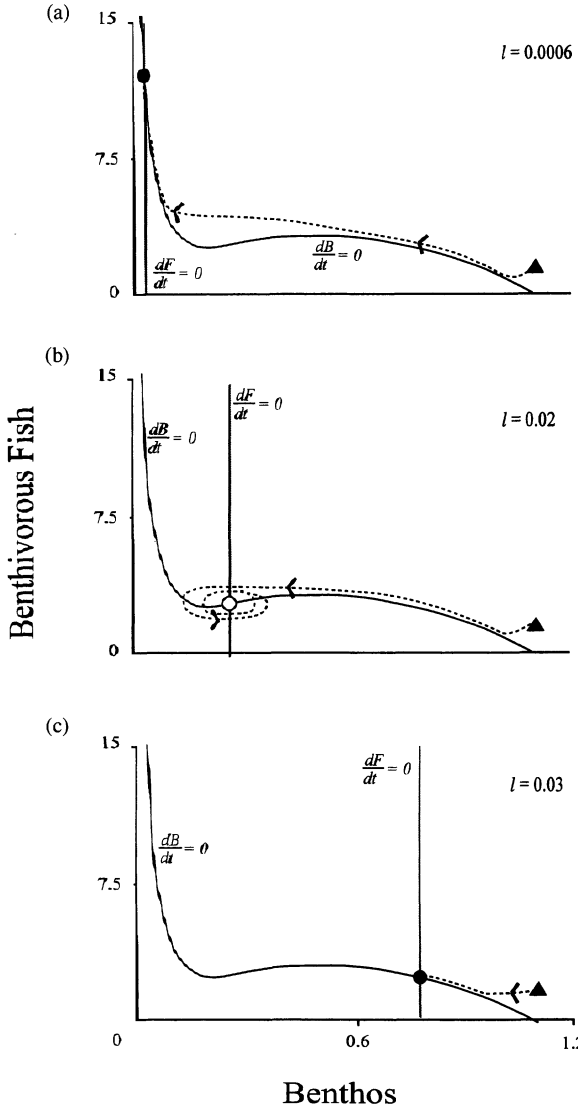 (a)
15
l = 0.0006
7.5
dB/dt = 0
dF/dt = 0
0
(b)
15
dF/dt = 0
l = 0.02
dB/dt = 0
7.5
0
Benthivorous Fish
(c)
15
dF/dt = 0
l = 0.03
dB/dt = 0
7.5
0
0.6
1.2
Benthos